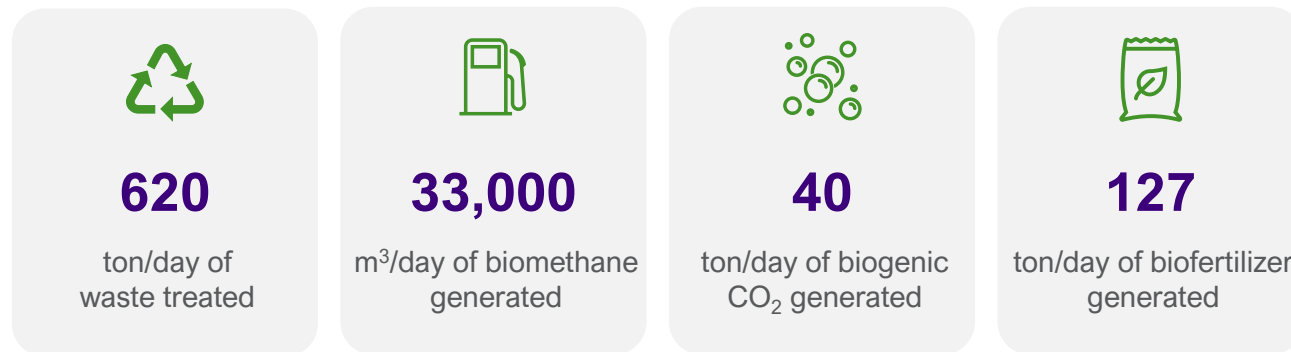 620
ton/day of
waste treated
33,000
m³/day of biomethane
generated
40
ton/day of biogenic
CO₂ generated
127
ton/day of biofertilizer
generated